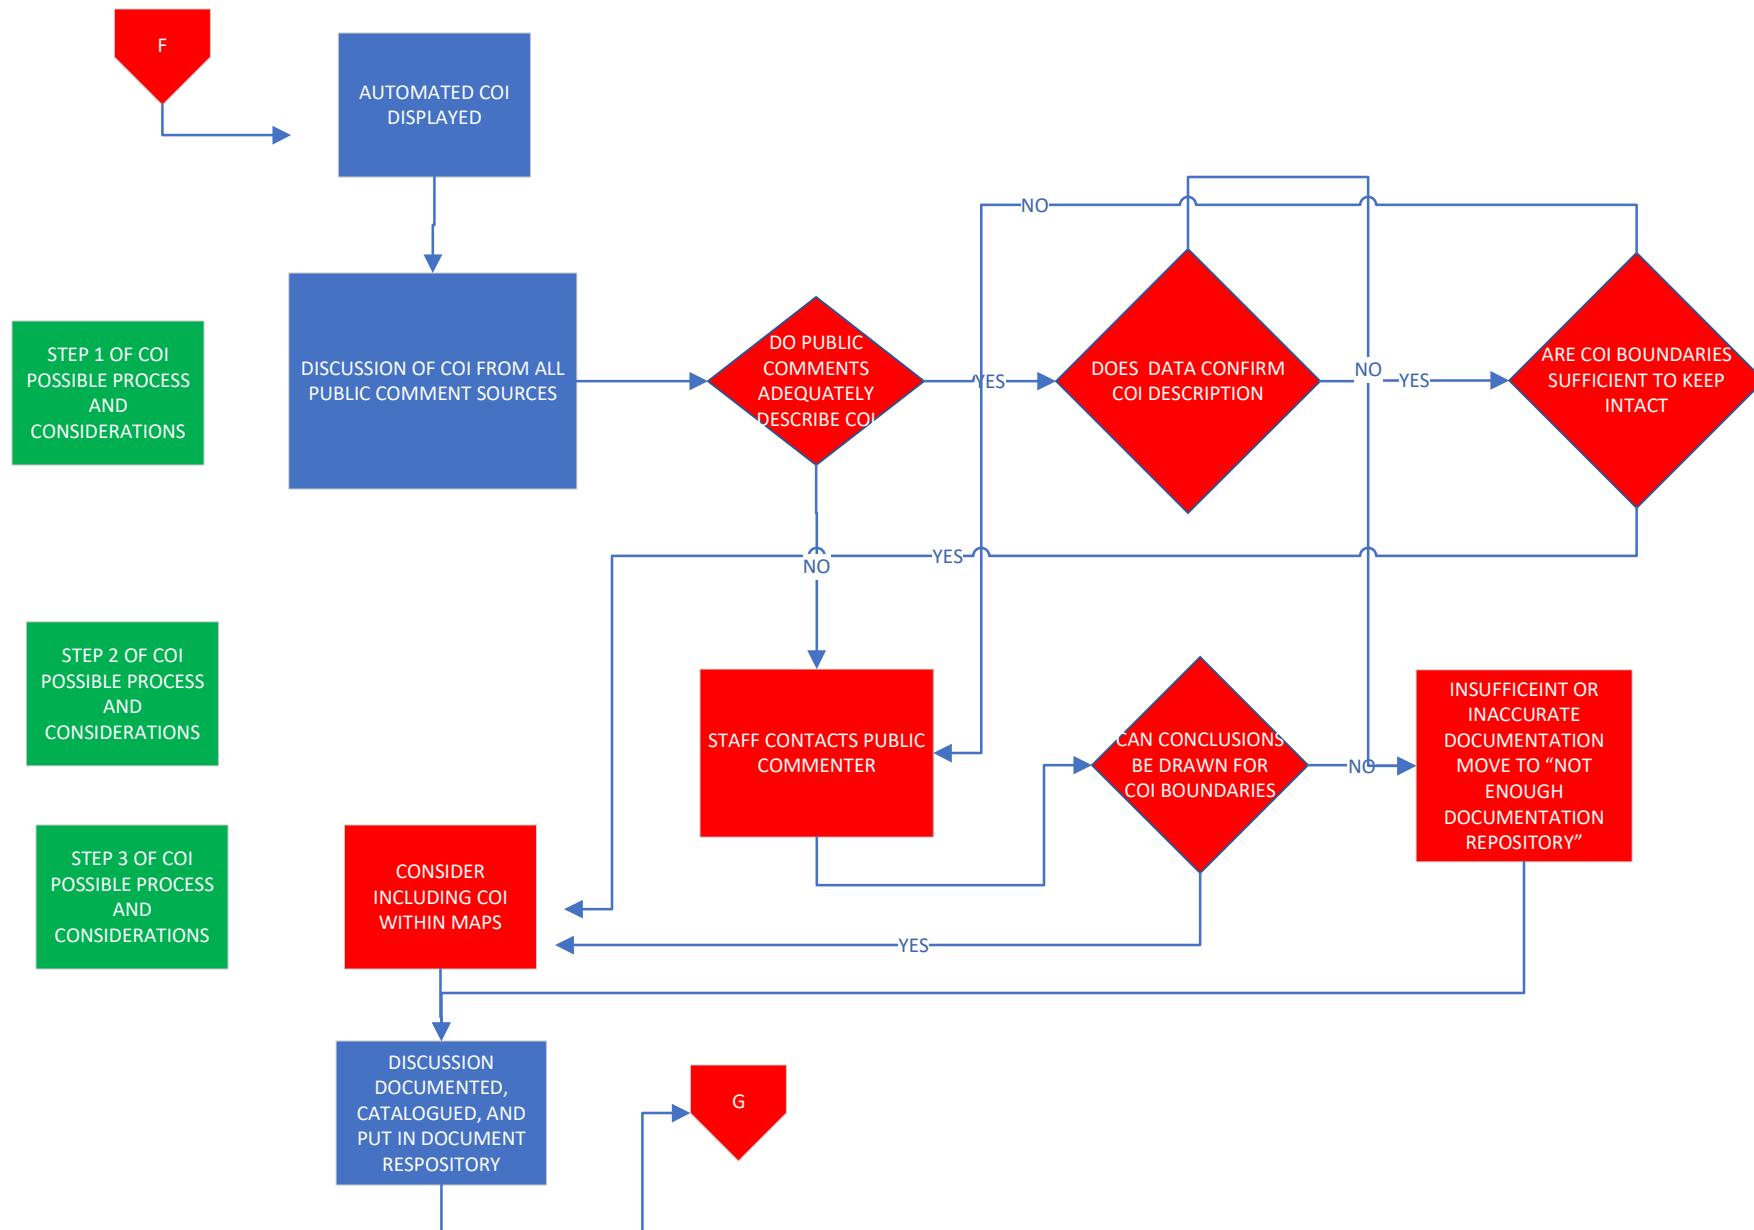 F
AUTOMATED COI
DISPLAYED
NO
STEP 1 OF COI
POSSIBLE PROCESS
AND
CONSIDERATIONS
DISCUSSION OF COI FROM ALL
PUBLIC COMMENT SOURCES
DO PUBLIC
COMMENTS
ADEQUATELY
DESCRIBE COI
YES
DOES  DATA CONFIRM
COI DESCRIPTION
NO
YES
ARE COI BOUNDARIES
SUFFICIENT TO KEEP
INTACT
YES
NO
STEP 2 OF COI
POSSIBLE PROCESS
AND
CONSIDERATIONS
STAFF CONTACTS PUBLIC
COMMENTER
CAN CONCLUSIONS
BE DRAWN FOR
COI BOUNDARIES
NO
INSUFFICEINT OR
INACCURATE
DOCUMENTATION
MOVE TO “NOT
ENOUGH
DOCUMENTATION
REPOSITORY”
STEP 3 OF COI
POSSIBLE PROCESS
AND
CONSIDERATIONS
CONSIDER
INCLUDING COI
WITHIN MAPS
YES
DISCUSSION
DOCUMENTED,
CATALOGUED, AND
PUT IN DOCUMENT
RESPOSITORY
G